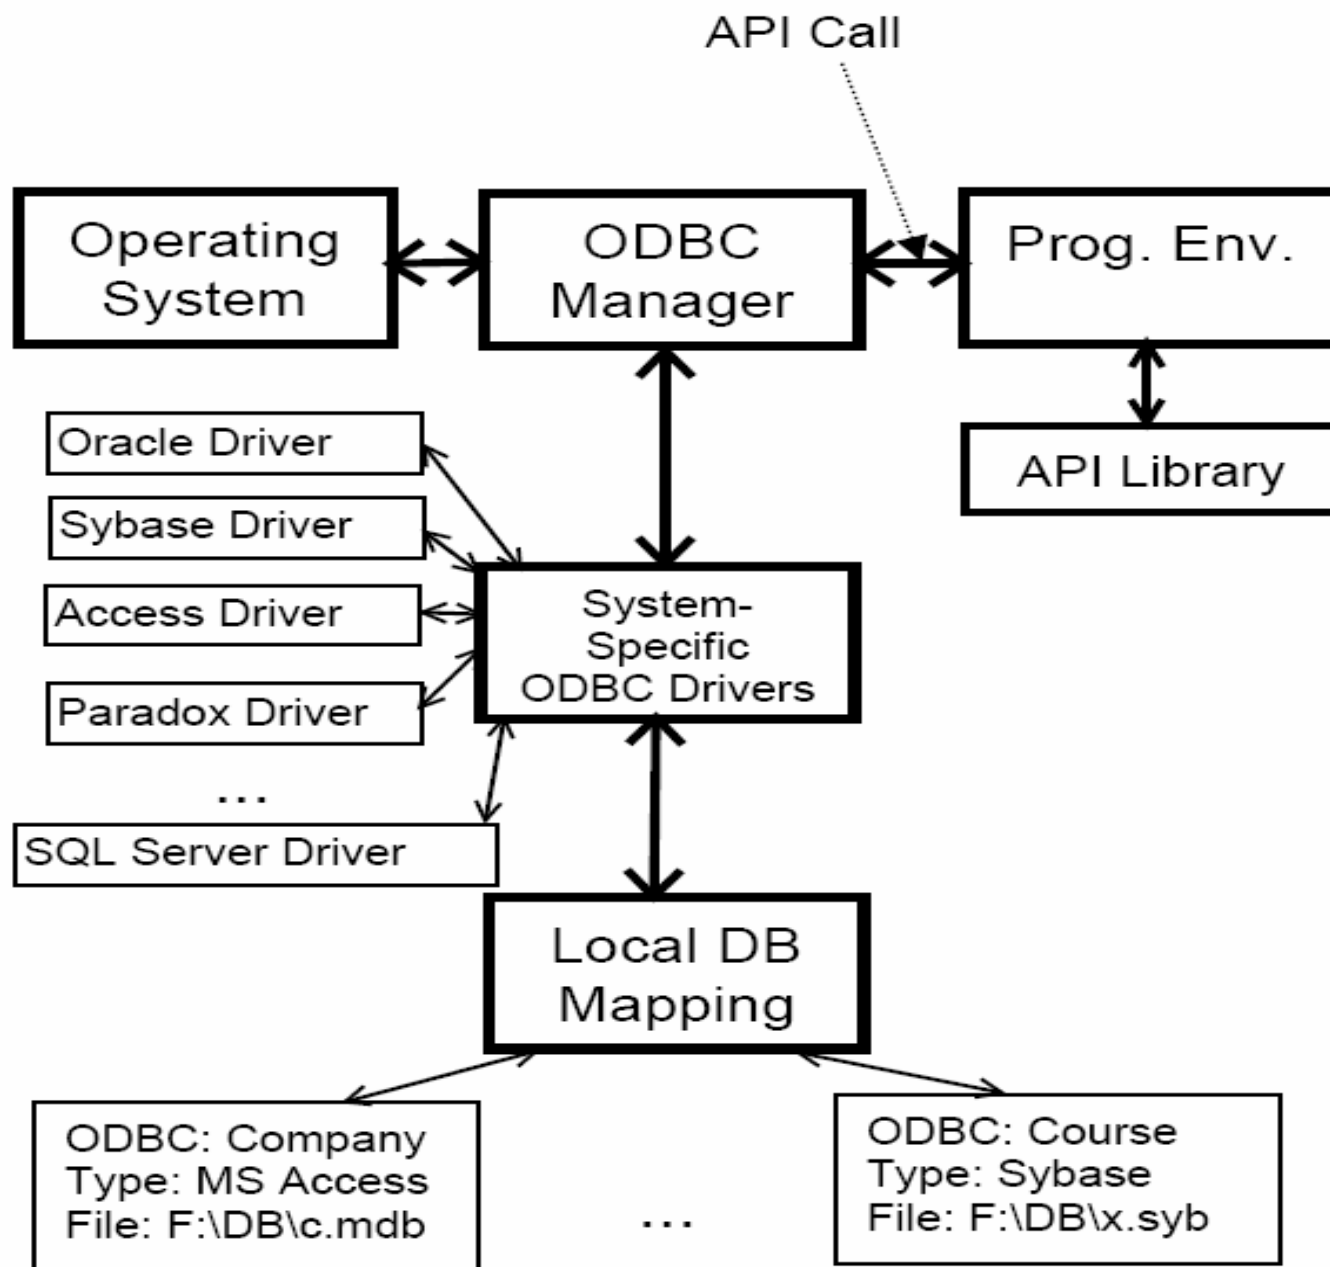 API Call
Operating
System
ODBC
Manager
Prog. Env.
API Library
Oracle Driver
Sybase Driver
Access Driver
Paradox Driver
...
SQL Server Driver
System-
Specific
ODBC Drivers
Local DB
Mapping
ODBC: Company
Type: MS Access
File: F:\DB\c.mdb
...
ODBC: Course
Type: Sybase
File: F:\DB\x.syb